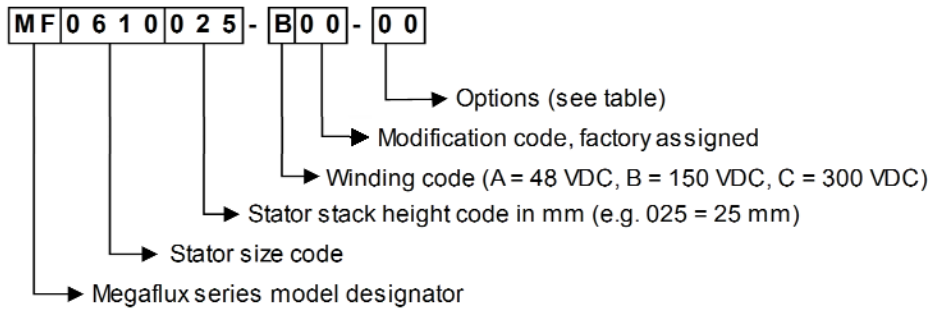 MF0610025-B00-00
Options (see table)
Modification code, factory assigned
Winding code (A = 48 VDC, B = 150 VDC, C = 300 VDC)
Stator stack height code in mm (e.g. 025 = 25 mm)
Stator size code
Megaflux series model designator